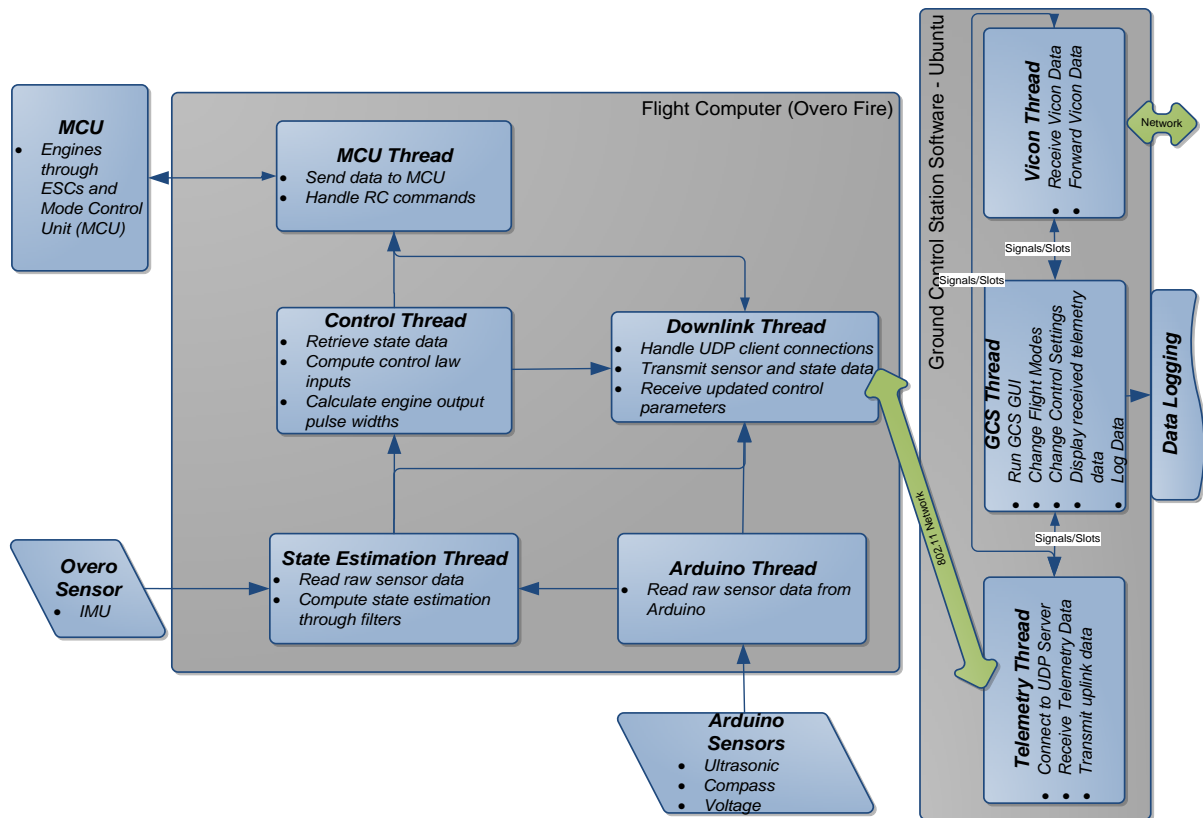 Flight Computer (Overo Fire)
MCU
• Engines
through
ESCs and
Mode Control
Unit (MCU)
MCU Thread
• Send data to MCU
• Handle RC commands
Control Thread
• Retrieve state data
• Compute control law
inputs
• Calculate engine output
pulse widths
Downlink Thread
• Handle UDP client connections
• Transmit sensor and state data
• Receive updated control
parameters
State Estimation Thread
• Read raw sensor data
• Compute state estimation
through filters
Arduino Thread
• Read raw sensor data from
Arduino
Overo
Sensor
• IMU
Arduino
Sensors
• Ultrasonic
• Compass
• Voltage
802.11 Network
Ground Control Station Software - Ubuntu
Vicon Thread
• Receive Vicon Data
• Forward Vicon Data
Network
Signals/Slots
Signals/Slots
GCS Thread
• Run GCS GUI
• Change Flight Modes
• Change Control Settings
• Display received telemetry
data
• Log Data
Data Logging
Signals/Slots
Telemetry Thread
• Connect to UDP Server
• Receive Telemetry Data
• Transmit uplink data